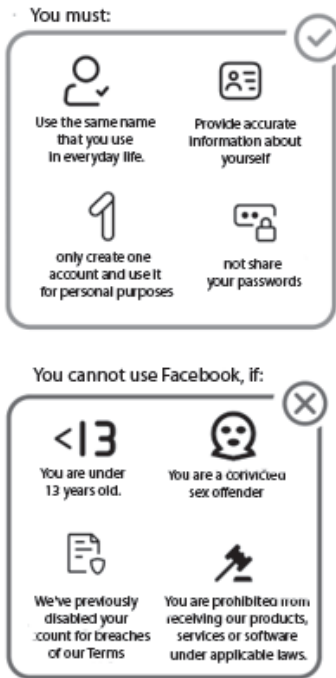 You must:
Use the same name
that you use
in everyday life.
Provide accurate
information about
yourself
only create one
account and use it
for personal purposes
not share
your passwords
You cannot use Facebook, if:
<13
You are under
13 years old.
You are a convicted
sex offender
We've previously
disabled your
count for breaches
of our Terms
You are prohibited from
receiving our products,
services or software
under applicable laws.